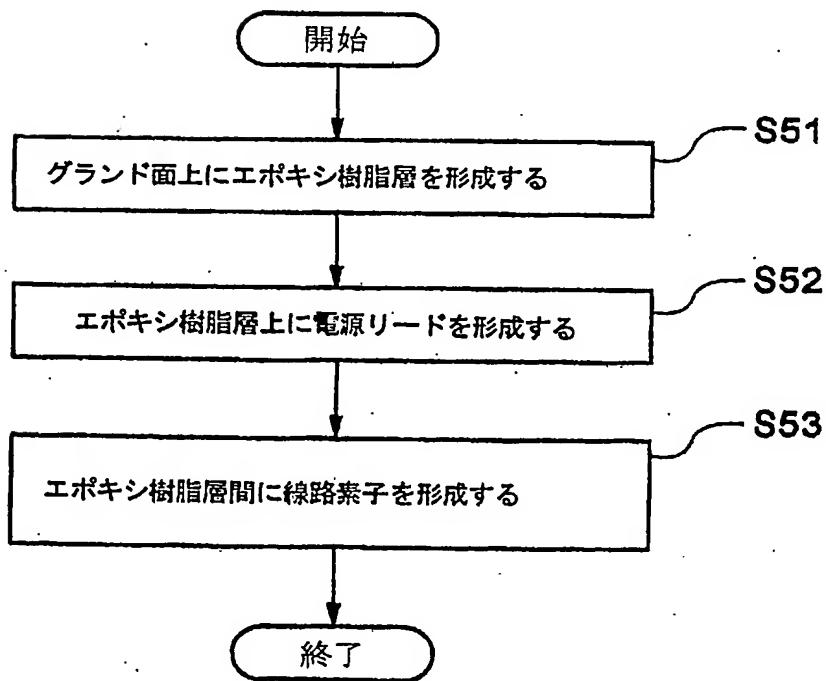 開始
S51
グランド面上にエポキシ樹脂層を形成する
S52
エポキシ樹脂層上に電源リードを形成する
S53
エポキシ樹脂層間に線路素子を形成する
終了